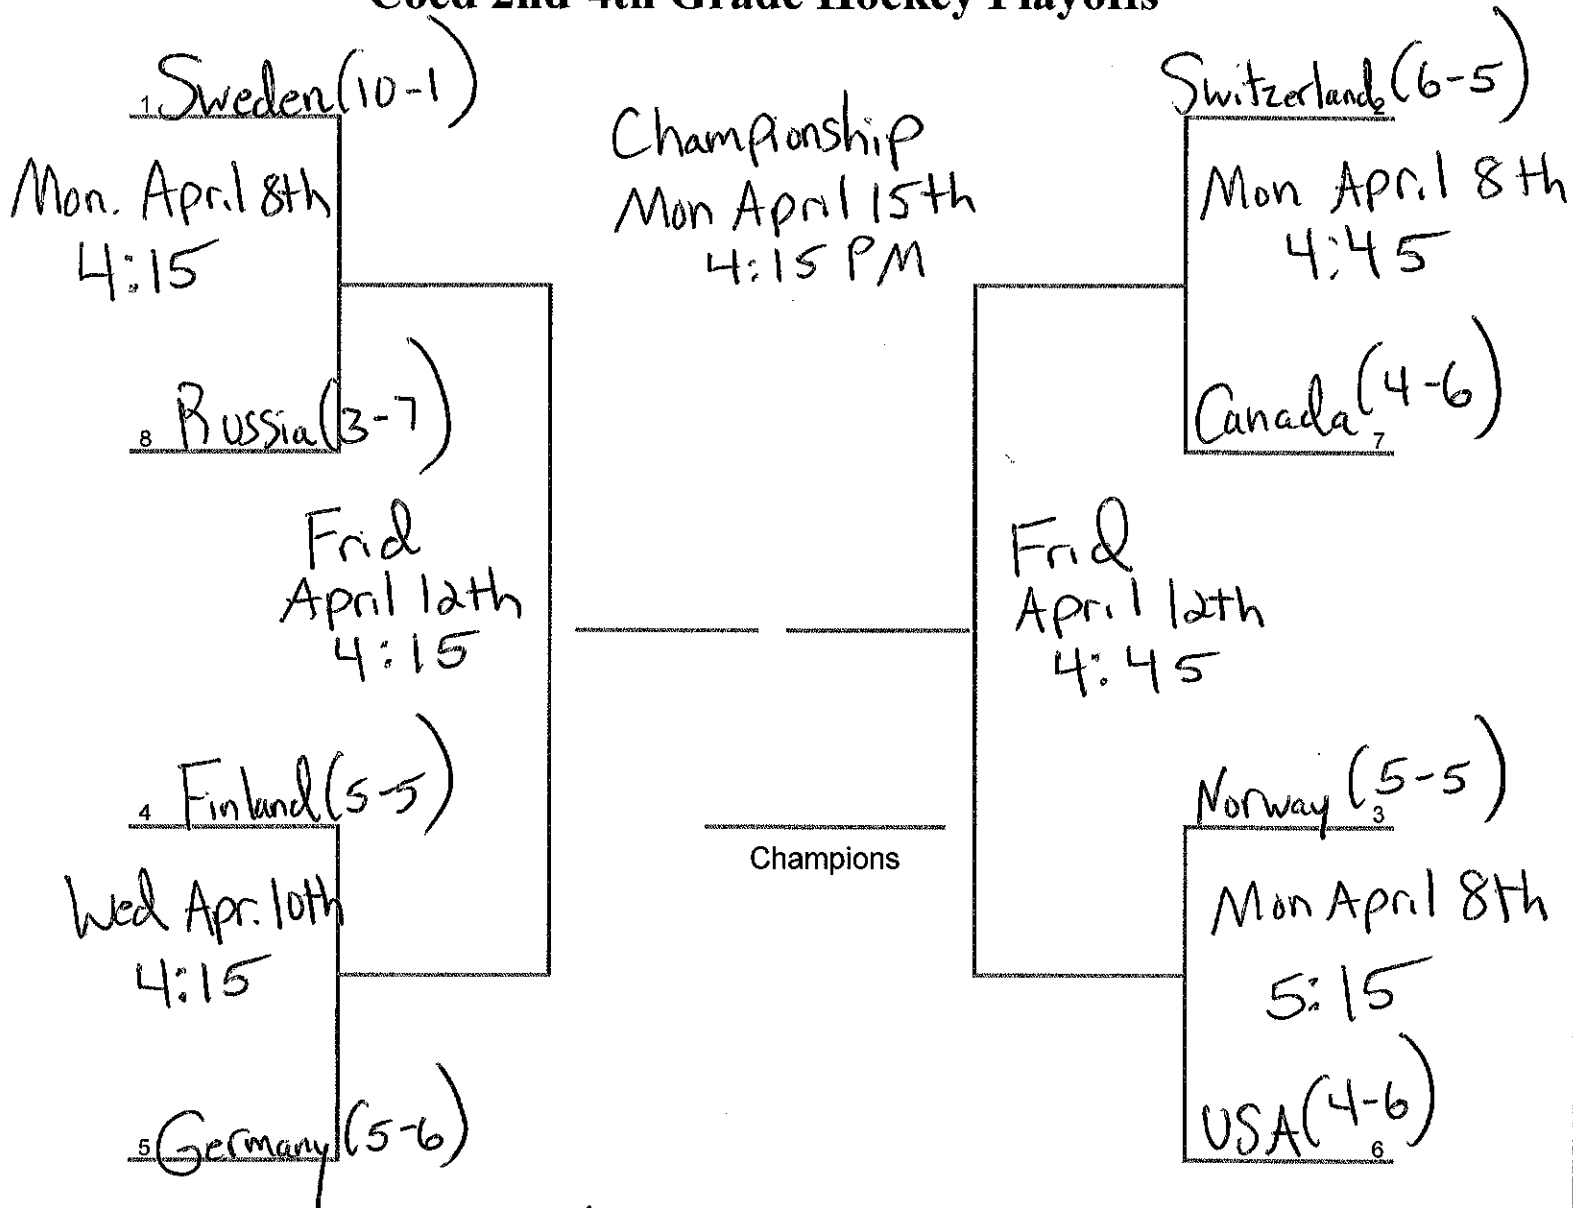 Coed 2nd-4th Grade Hockey Playoffs
1 Sweden (10-1)
Mon. April 8th
4:15
8 Russia (3-7)
Frid
April 12th
4:15
4 Finland (5-5)
Wed Apr. 10th
4:15
5 Germany (5-6)
Championship
Mon April 15th
4:15 PM
Champions
Switzerland 2 (6-5)
Mon April 8th
4:45
Canada 7 (4-6)
Frid
April 12th
4:45
Norway 3 (5-5)
Mon April 8th
5:15
USA 6 (4-6)